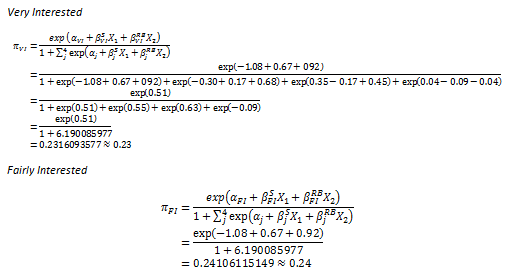 Very Interested
π_VI = exp(α_VI + β_VI^S X_1 + β_VI^RB X_2) / 1 + ∑_j^4 exp(α_j + β_j^S X_1 + β_j^RB X_2)
= exp(−1.08 + 0.67 + 092) / 1 + exp(−1.08 + 0.67 + 092) + exp(−0.30 + 0.17 + 0.68) + exp(0.35 − 0.17 + 0.45) + exp(0.04 − 0.09 − 0.04)
= exp(0.51) / 1 + exp(0.51) + exp(0.55) + exp(0.63) + exp(−0.09)
= exp(0.51) / 1 + 6.190085977
= 0.2316093577 ≈ 0.23
Fairly Interested
π_FI = exp(α_FI + β_FI^S X_1 + β_FI^RB X_2) / 1 + ∑_j^4 exp(α_j + β_j^S X_1 + β_j^RB X_2)
= exp(−1.08 + 0.67 + 0.92) / 1 + 6.190085977
= 0.24106115149 ≈ 0.24